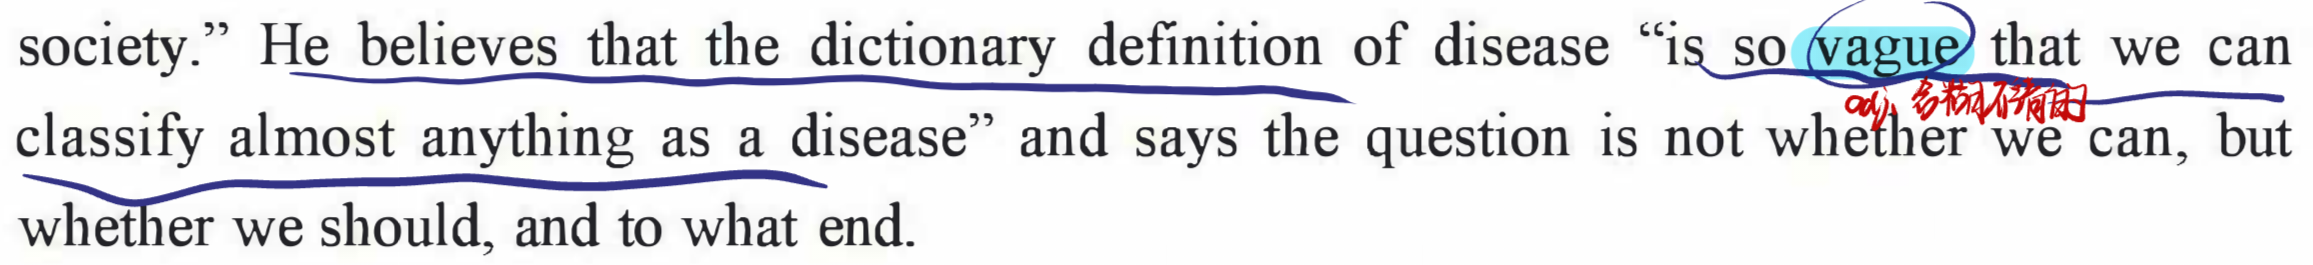 society.” He believes that the dictionary definition of disease “is so vague that we can
adj. 含糊不清的
classify almost anything as a disease” and says the question is not whether we can, but
whether we should, and to what end.